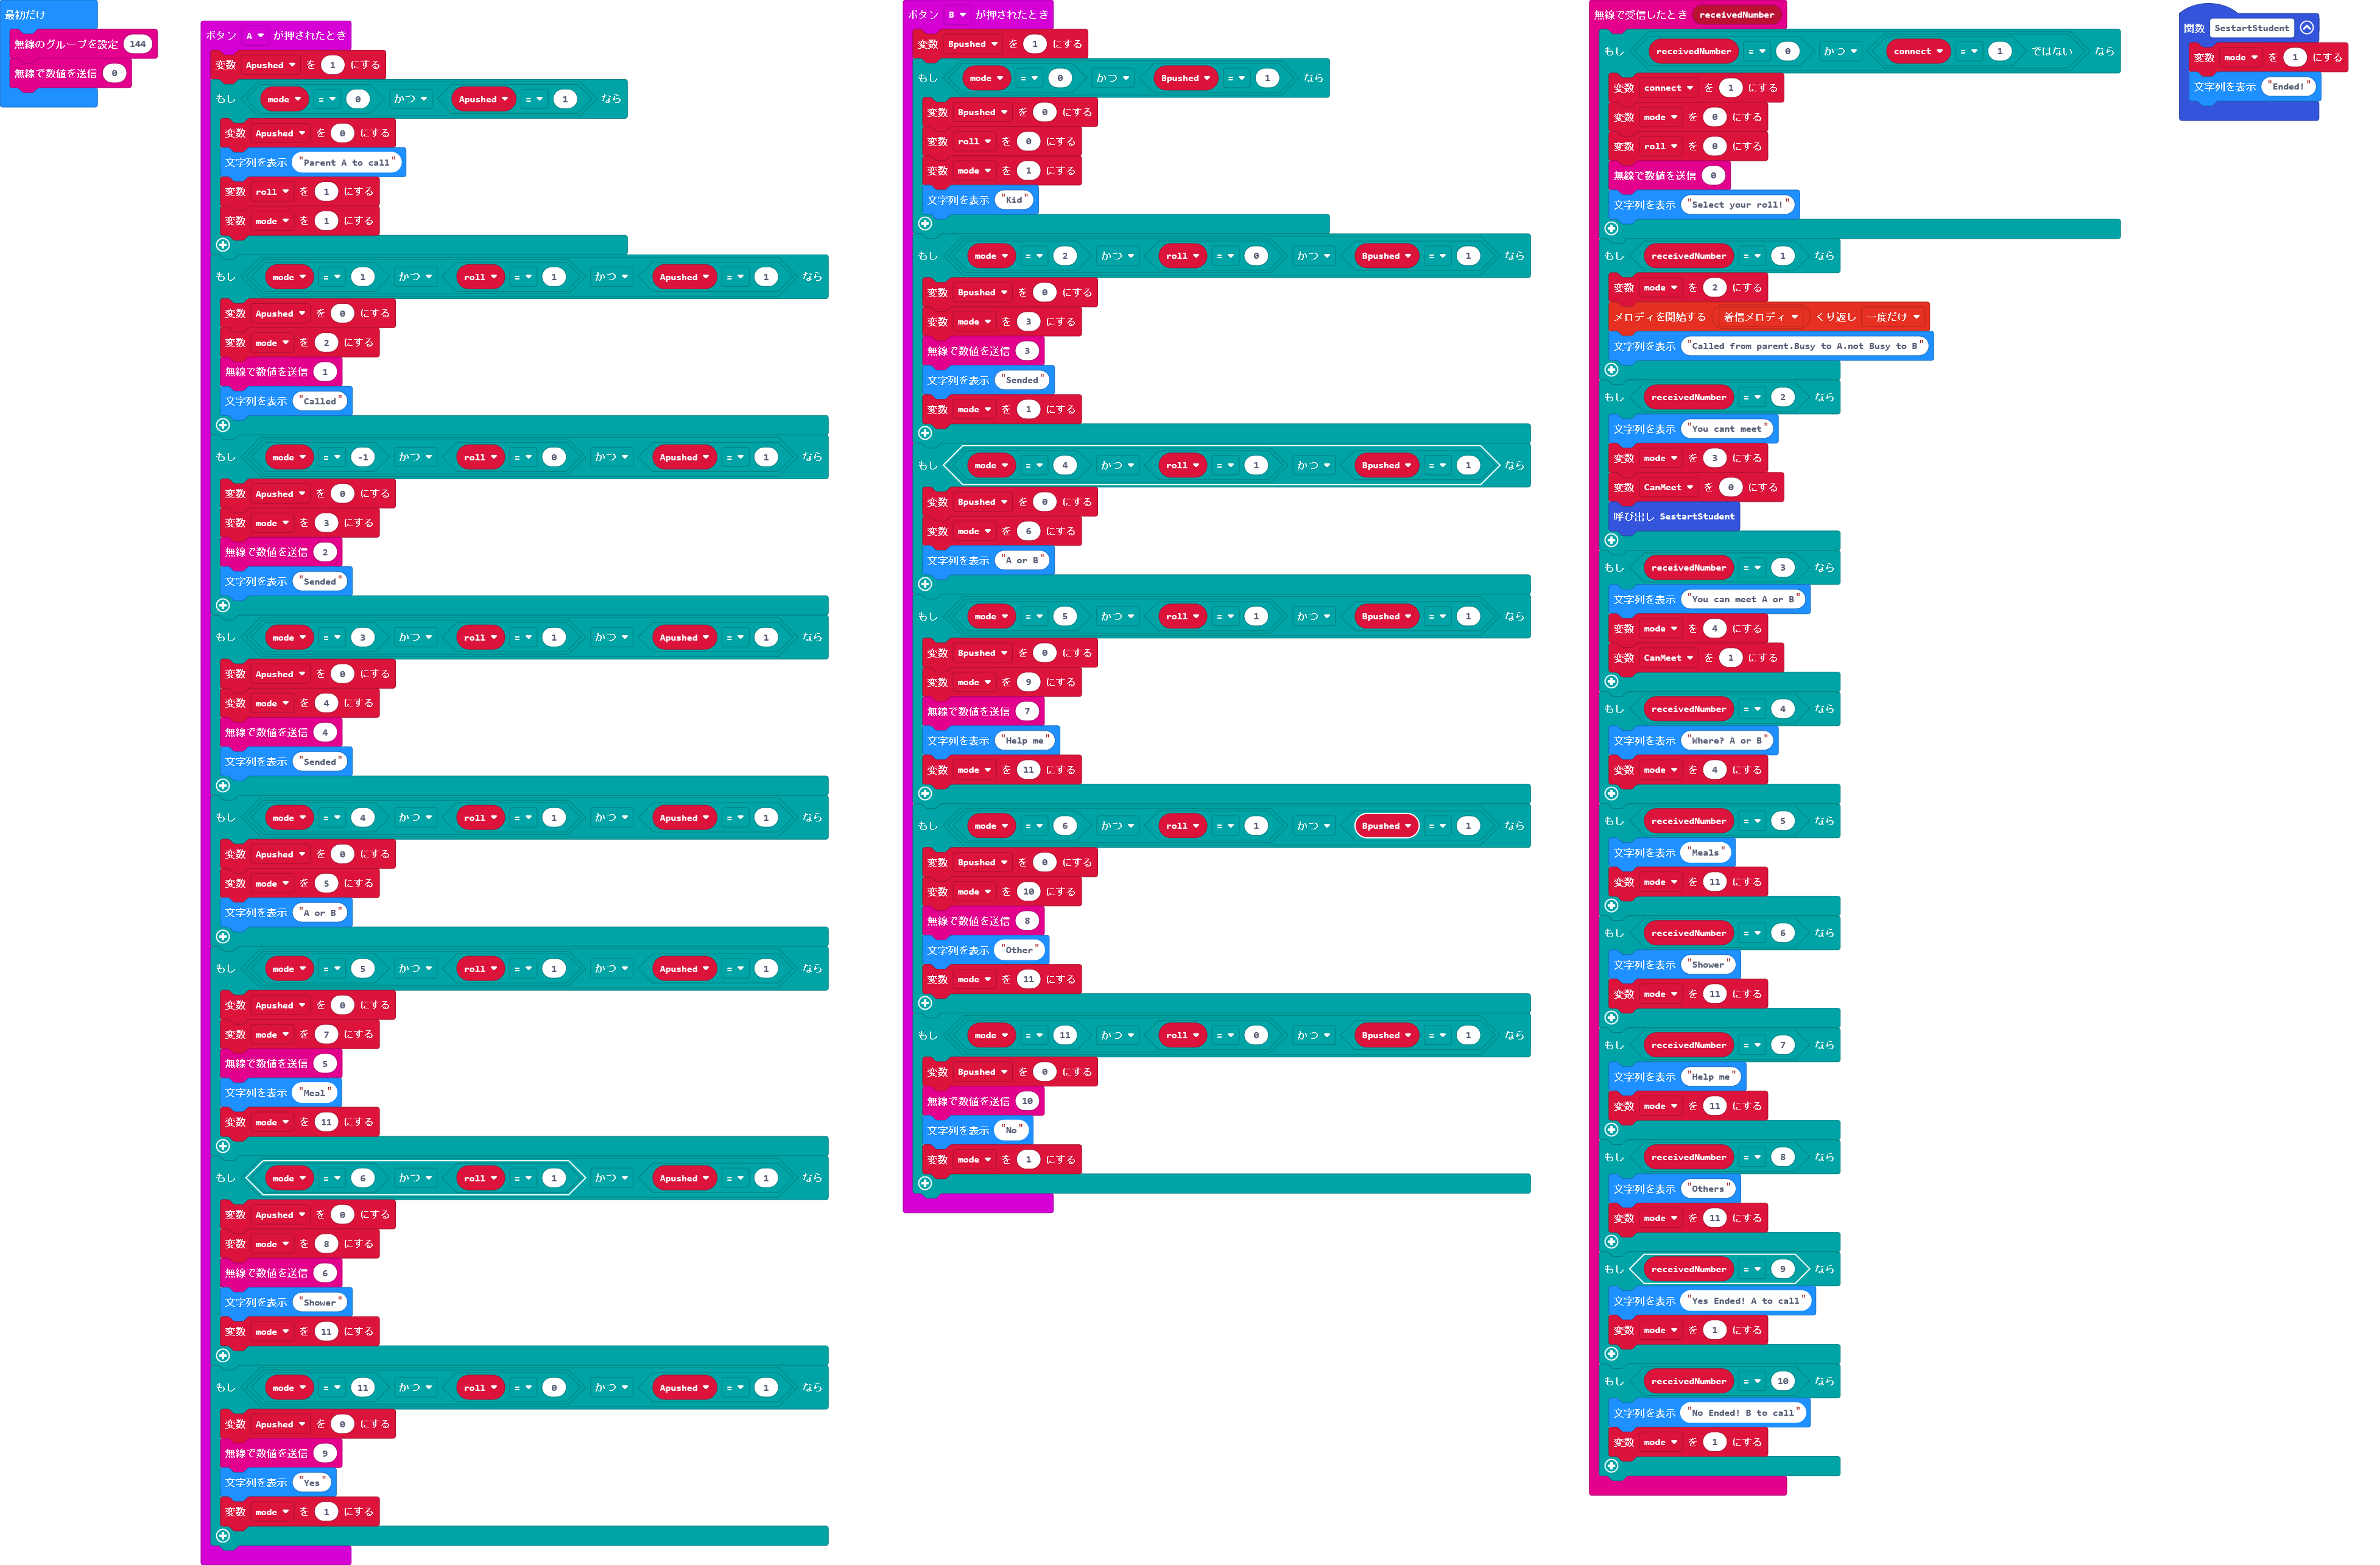 最初だけ
無線のグループを設定 144
無線で数値を送信 0
ボタン A が押されたとき
変数 Apushed を 1 にする
もし mode = 0 かつ Apushed = 1 なら
変数 Apushed を 0 にする
文字列を表示 "Parent A to call"
変数 roll を 1 にする
変数 mode を 1 にする
もし mode = 1 かつ roll = 1 かつ Apushed = 1 なら
変数 Apushed を 0 にする
変数 mode を 2 にする
無線で数値を送信 1
文字列を表示 "Called"
もし mode = -1 かつ roll = 0 かつ Apushed = 1 なら
変数 Apushed を 0 にする
変数 mode を 3 にする
無線で数値を送信 2
文字列を表示 "Sended"
もし mode = 3 かつ roll = 1 かつ Apushed = 1 なら
変数 Apushed を 0 にする
変数 mode を 4 にする
無線で数値を送信 4
文字列を表示 "Sended"
もし mode = 4 かつ roll = 1 かつ Apushed = 1 なら
変数 Apushed を 0 にする
変数 mode を 5 にする
文字列を表示 "A or B"
もし mode = 5 かつ roll = 1 かつ Apushed = 1 なら
変数 Apushed を 0 にする
変数 mode を 7 にする
無線で数値を送信 5
文字列を表示 "Meal"
変数 mode を 11 にする
もし mode = 6 かつ roll = 1 かつ Apushed = 1 なら
変数 Apushed を 0 にする
変数 mode を 8 にする
無線で数値を送信 6
文字列を表示 "Shower"
変数 mode を 11 にする
もし mode = 11 かつ roll = 0 かつ Apushed = 1 なら
変数 Apushed を 0 にする
無線で数値を送信 9
文字列を表示 "Yes"
変数 mode を 1 にする
ボタン B が押されたとき
変数 Bpushed を 1 にする
もし mode = 0 かつ Bpushed = 1 なら
変数 Bpushed を 0 にする
変数 roll を 0 にする
変数 mode を 1 にする
文字列を表示 "Kid"
もし mode = 2 かつ roll = 0 かつ Bpushed = 1 なら
変数 Bpushed を 0 にする
変数 mode を 3 にする
無線で数値を送信 3
文字列を表示 "Sended"
変数 mode を 1 にする
もし mode = 4 かつ roll = 1 かつ Bpushed = 1 なら
変数 Bpushed を 0 にする
変数 mode を 6 にする
文字列を表示 "A or B"
もし mode = 5 かつ roll = 1 かつ Bpushed = 1 なら
変数 Bpushed を 0 にする
変数 mode を 9 にする
無線で数値を送信 7
文字列を表示 "Help me"
変数 mode を 11 にする
もし mode = 6 かつ roll = 1 かつ Bpushed = 1 なら
変数 Bpushed を 0 にする
変数 mode を 10 にする
無線で数値を送信 8
文字列を表示 "Other"
変数 mode を 11 にする
もし mode = 11 かつ roll = 0 かつ Bpushed = 1 なら
変数 Bpushed を 0 にする
無線で数値を送信 10
文字列を表示 "No"
変数 mode を 1 にする
無線で受信したとき receivedNumber
もし receivedNumber = 0 かつ connect = 1 ではない なら
変数 connect を 1 にする
変数 mode を 0 にする
変数 roll を 0 にする
無線で数値を送信 0
文字列を表示 "Select your roll!"
もし receivedNumber = 1 なら
変数 mode を 2 にする
メロディを開始する 着信メロディ くり返し 一度だけ
文字列を表示 "Called from parent.Busy to A.not Busy to B"
もし receivedNumber = 2 なら
文字列を表示 "You cant meet"
変数 mode を 3 にする
変数 CanMeet を 0 にする
呼び出し SestartStudent
もし receivedNumber = 3 なら
文字列を表示 "You can meet A or B"
変数 mode を 4 にする
変数 CanMeet を 1 にする
もし receivedNumber = 4 なら
文字列を表示 "Where? A or B"
変数 mode を 4 にする
もし receivedNumber = 5 なら
文字列を表示 "Meals"
変数 mode を 11 にする
もし receivedNumber = 6 なら
文字列を表示 "Shower"
変数 mode を 11 にする
もし receivedNumber = 7 なら
文字列を表示 "Help me"
変数 mode を 11 にする
もし receivedNumber = 8 なら
文字列を表示 "Others"
変数 mode を 11 にする
もし receivedNumber = 9 なら
文字列を表示 "Yes Ended! A to call"
変数 mode を 1 にする
もし receivedNumber = 10 なら
文字列を表示 "No Ended! B to call"
変数 mode を 1 にする
関数 SestartStudent
変数 mode を 1 にする
文字列を表示 "Ended!"